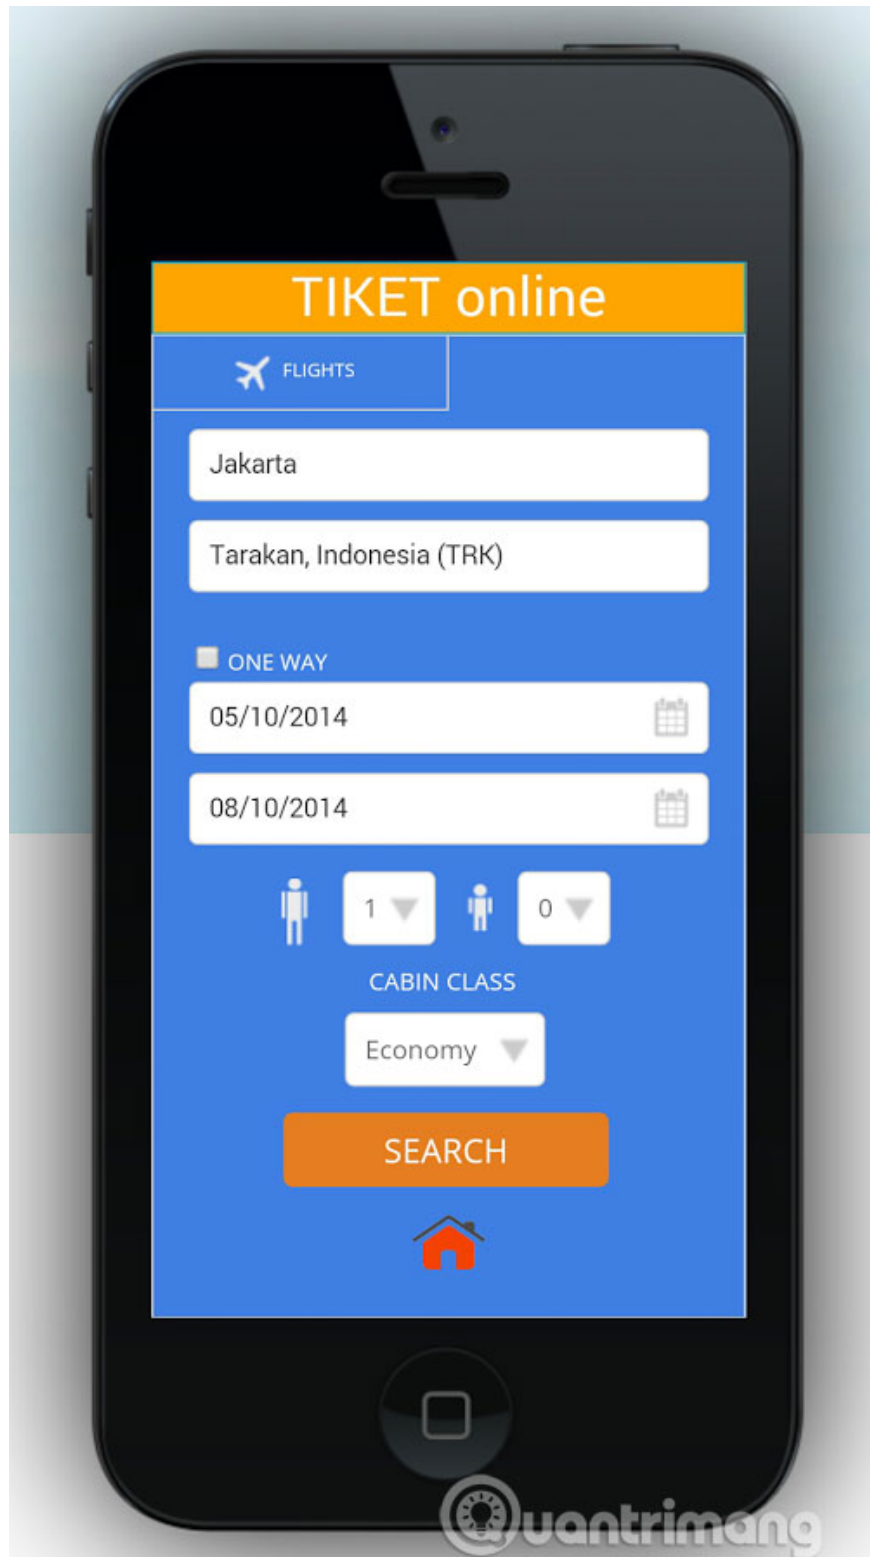 TIKET online
FLIGHTS
Jakarta
Tarakan, Indonesia (TRK)
ONE WAY
05/10/2014
08/10/2014
1 0
CABIN CLASS
Economy
SEARCH
Quantrimang